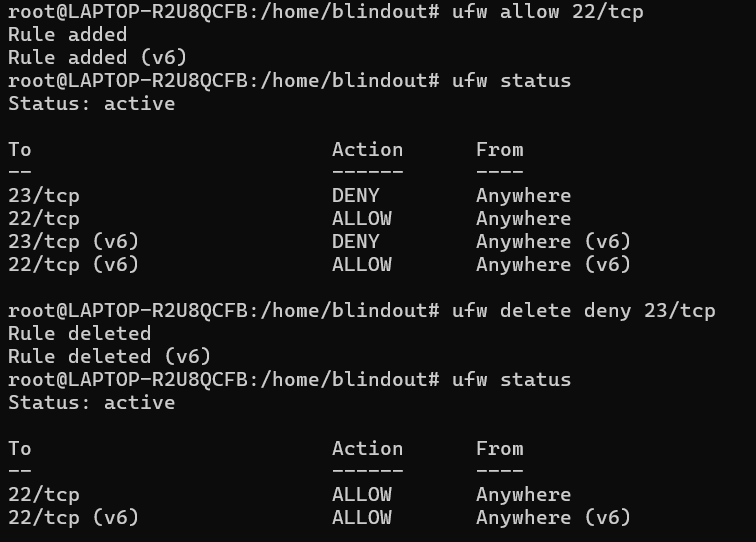 root@LAPTOP-R2U8QCFB:/home/blindout# ufw allow 22/tcp
Rule added
Rule added (v6)
root@LAPTOP-R2U8QCFB:/home/blindout# ufw status
Status: active

To                         Action      From
--                         ------      ----
23/tcp                     DENY        Anywhere
22/tcp                     ALLOW       Anywhere
23/tcp (v6)                DENY        Anywhere (v6)
22/tcp (v6)                ALLOW       Anywhere (v6)

root@LAPTOP-R2U8QCFB:/home/blindout# ufw delete deny 23/tcp
Rule deleted
Rule deleted (v6)
root@LAPTOP-R2U8QCFB:/home/blindout# ufw status
Status: active

To                         Action      From
--                         ------      ----
22/tcp                     ALLOW       Anywhere
22/tcp (v6)                ALLOW       Anywhere (v6)